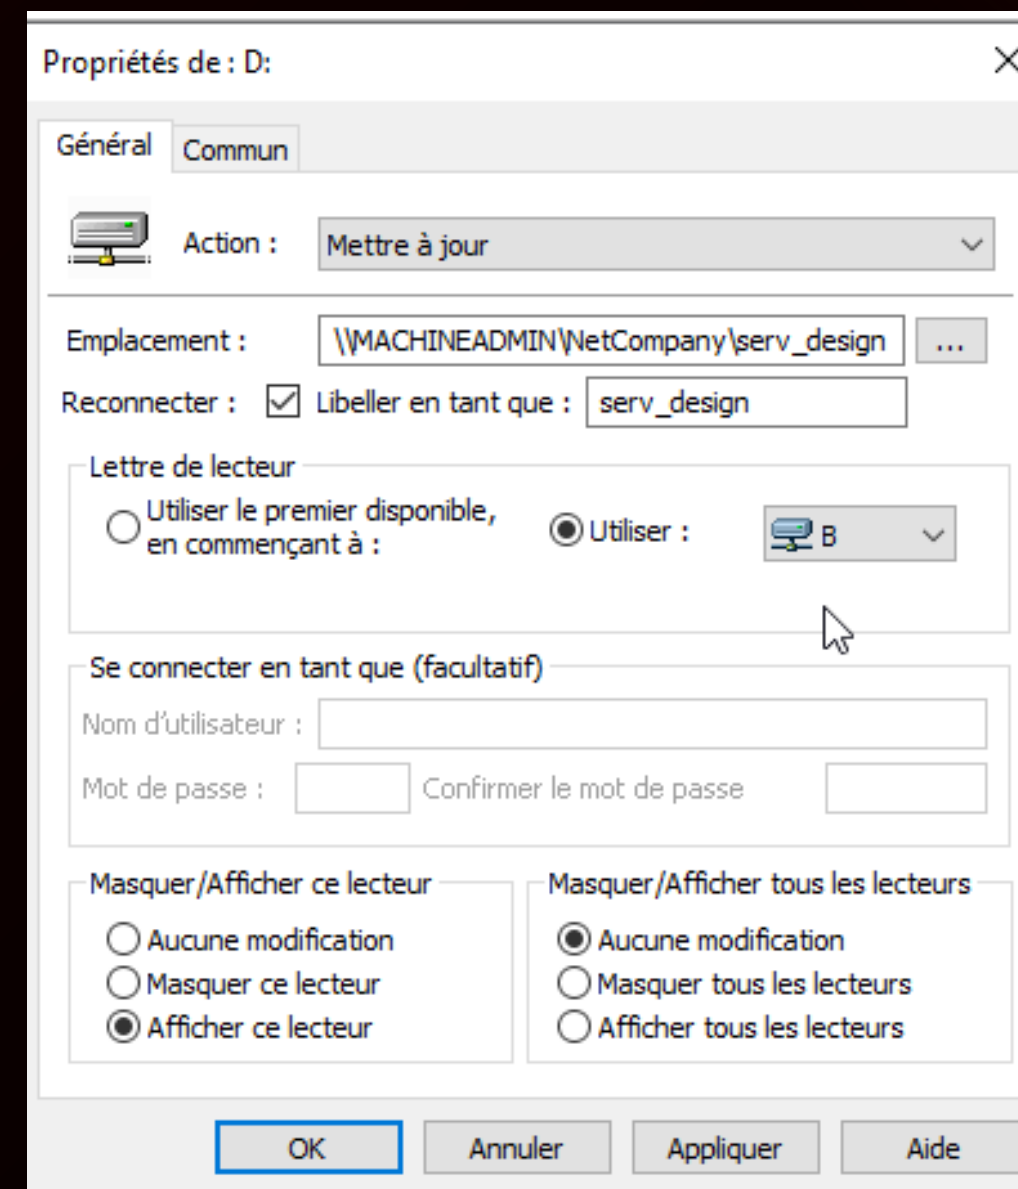 Propriétés de : D:
Général Commun
Action : Mettre à jour
Emplacement : \\MACHINEADMIN\NetCompany\serv_design ...
Reconnecter : Libeller en tant que : serv_design
Lettre de lecteur
Utiliser le premier disponible,
en commençant à :
Utiliser : B
Se connecter en tant que (facultatif)
Nom d'utilisateur :
Mot de passe : Confirmer le mot de passe
Masquer/Afficher ce lecteur
Aucune modification
Masquer ce lecteur
Afficher ce lecteur
Masquer/Afficher tous les lecteurs
Aucune modification
Masquer tous les lecteurs
Afficher tous les lecteurs
OK Annuler Appliquer Aide